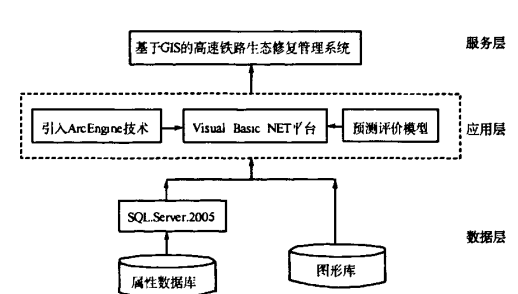 基于GIS的高速铁路生态修复管理系统
服务层
引入ArcEngine技术
Visual Basic NET平台
预测评价模型
应用层
SQL.Server.2005
数据层
属性数据库
图形库